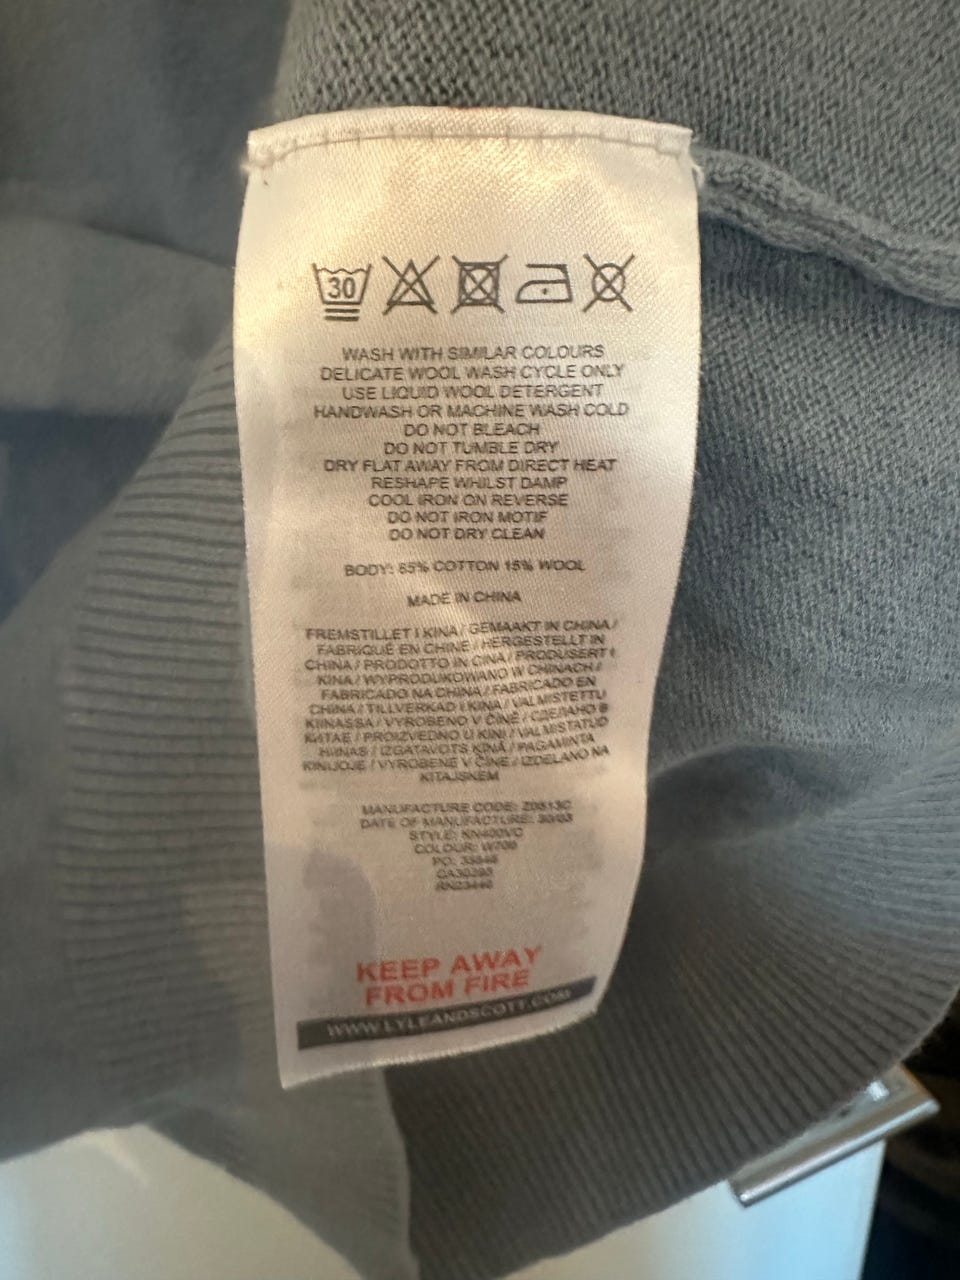 30
WASH WITH SIMILAR COLOURS
DELICATE WOOL WASH CYCLE ONLY
USE LIQUID WOOL DETERGENT
HANDWASH OR MACHINE WASH COLD
DO NOT BLEACH
DO NOT TUMBLE DRY
DRY FLAT AWAY FROM DIRECT HEAT
RESHAPE WHILST DAMP
COOL IRON ON REVERSE
DO NOT IRON MOTIF
DO NOT DRY CLEAN
BODY: 85% COTTON 15% WOOL
MADE IN CHINA
FREMSTILLET I KINA / GEMAAKT IN CHINA /
FABRIQUÉ EN CHINE / HERGESTELLT IN
CHINA / PRODOTTO IN CINA / PRODUSERT I
KINA / WYPRODUKOWANO W CHINACH /
FABRICADO NA CHINA / FABRICADO EN
CHINA / TILLVERKAD I KINA / VALMISTETTU
KIINASSA / VYROBENO V ČÍNĚ / СДЕЛАНО В
КИТАЕ / PROIZVEDNO U KINI / VALMISTATUD
HIINAS / IZGATAVOTS ĶĪNĀ / PAGAMINTA
KINIJOJE / VYROBENÉ V ČÍNE / IZDELANO NA
KITAJSKEM
MANUFACTURE CODE:
DATE OF MANUFACTURE: 30/03
STYLE: KN400VC
COLOUR: W700
PO:
KEEP AWAY
FROM FIRE
WWW.LYLEANDSCOTT.COM